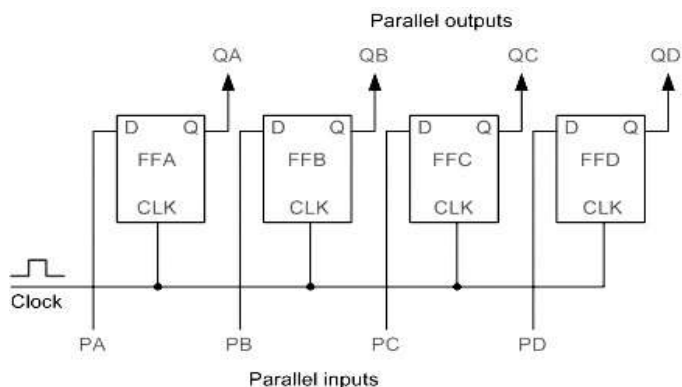 Parallel outputs
QA QB QC QD
D Q D Q D Q D Q
FFA FFB FFC FFD
CLK CLK CLK CLK
Clock
PA PB PC PD
Parallel inputs